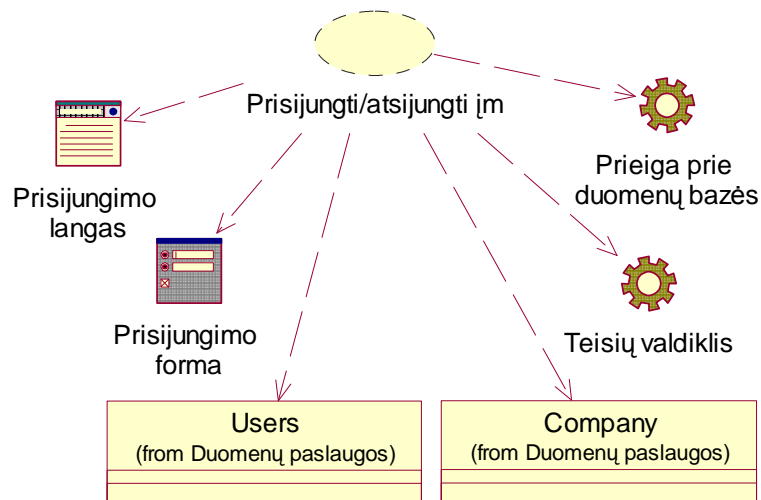 Prisijungti/atsijungti įm
Prisijungimo
langas
Prieiga prie
duomenų bazės
Prisijungimo
forma
Teisių valdiklis
Users
(from Duomenų paslaugos)
Company
(from Duomenų paslaugos)